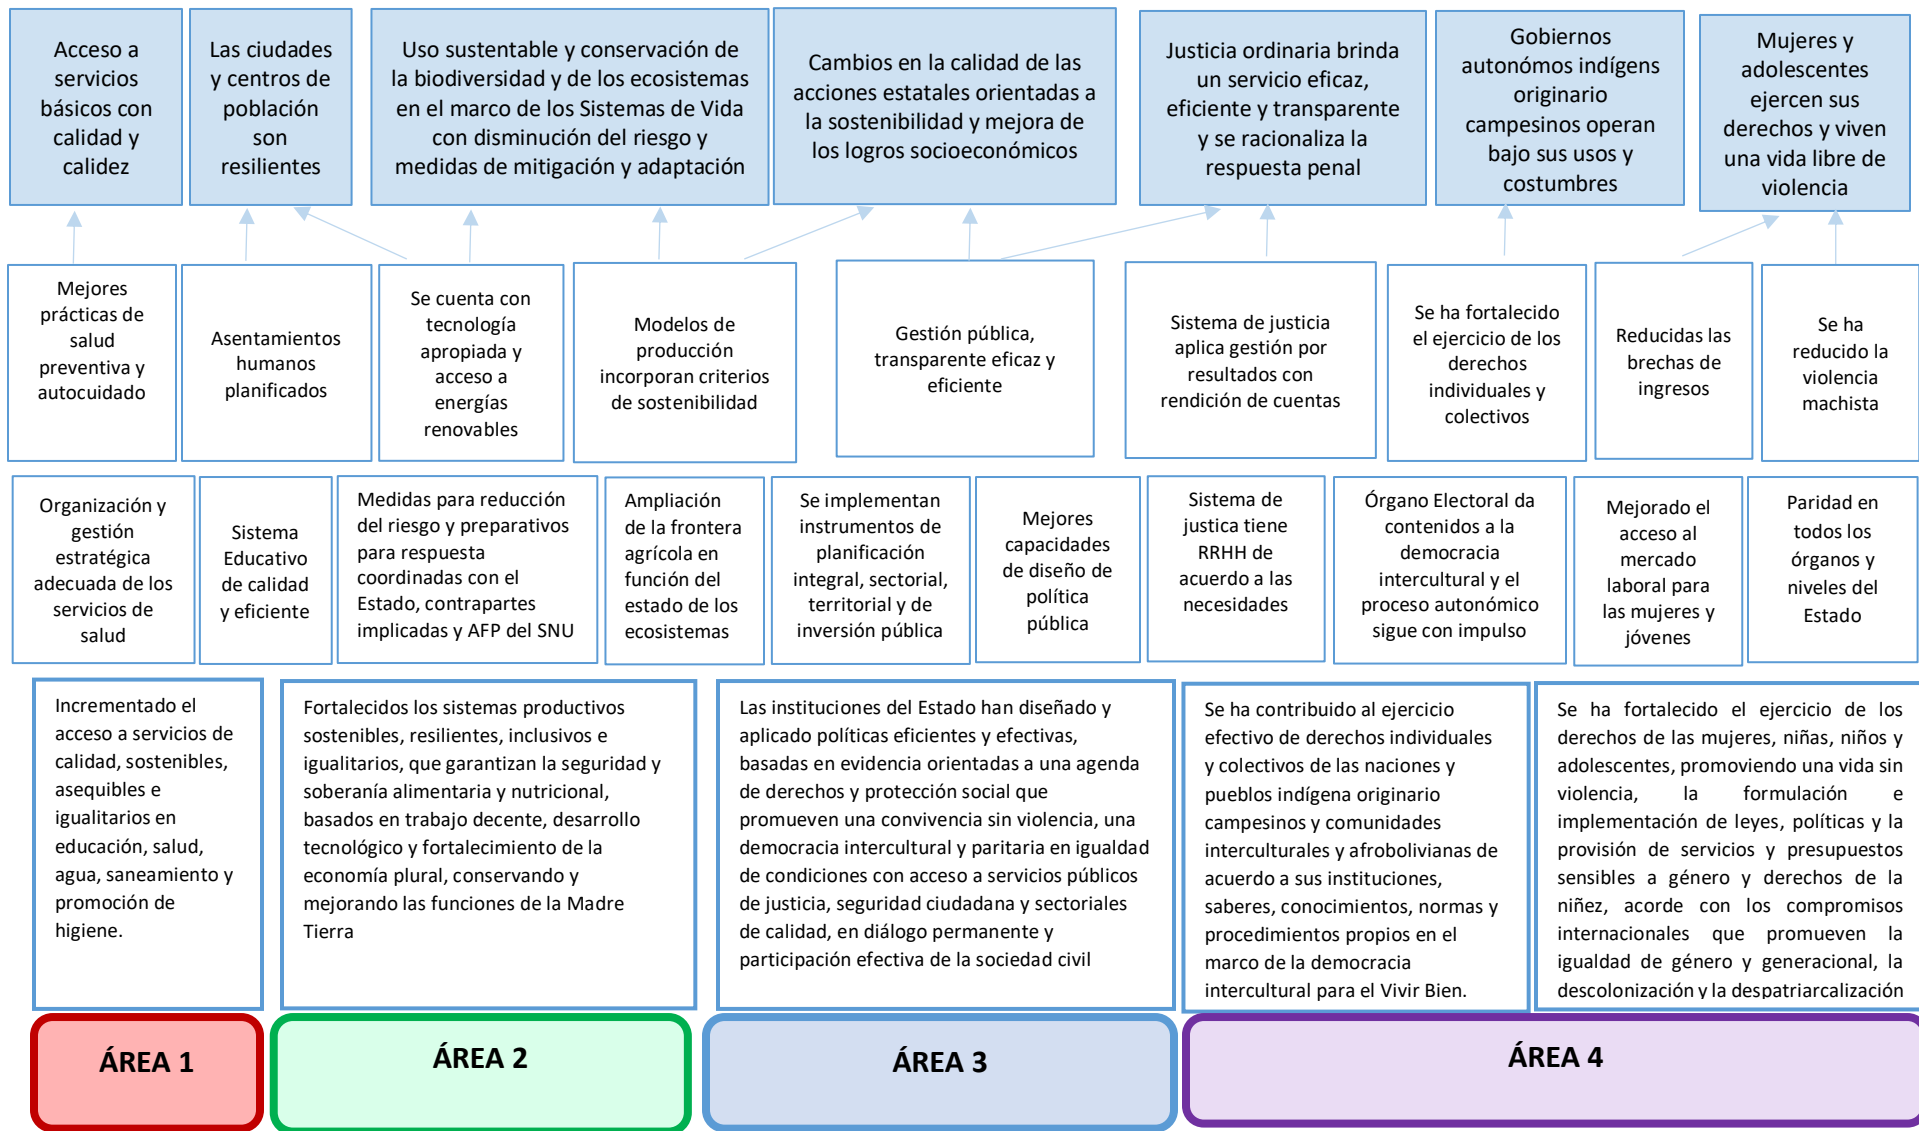 Acceso a
servicios
básicos con
calidad y
calidez
Las ciudades
y centros de
población
son
resilientes
Uso sustentable y conservación de
la biodiversidad y de los ecosistemas
en el marco de los Sistemas de Vida
con disminución del riesgo y
medidas de mitigación y adaptación
Cambios en la calidad de las
acciones estatales orientadas a
la sostenibilidad y mejora de
los logros socioeconómicos
Justicia ordinaria brinda
un servicio eficaz,
eficiente y transparente
y se racionaliza la
respuesta penal
Gobiernos
autonómos indígens
originario
campesinos operan
bajo sus usos y
costumbres
Mujeres y
adolescentes
ejercen sus
derechos y viven
una vida libre de
violencia
Mejores
prácticas de
salud
preventiva y
autocuidado
Asentamientos
humanos
planificados
Se cuenta con
tecnología
apropiada y
acceso a
energías
renovables
Modelos de
producción
incorporan criterios
de sostenibilidad
Gestión pública,
transparente eficaz y
eficiente
Sistema de justicia
aplica gestión por
resultados con
rendición de cuentas
Se ha fortalecido
el ejercicio de los
derechos
individuales y
colectivos
Reducidas las
brechas de
ingresos
Se ha
reducido la
violencia
machista
Organización y
gestión
estratégica
adecuada de los
servicios de
salud
Sistema
Educativo
de calidad
y eficiente
Medidas para reducción
del riesgo y preparativos
para respuesta
coordinadas con el
Estado, contrapartes
implicadas y AFP del SNU
Ampliación
de la frontera
agrícola en
función del
estado de los
ecosistemas
Se implementan
instrumentos de
planificación
integral, sectorial,
territorial y de
inversión pública
Mejores
capacidades
de diseño de
política
pública
Sistema de
justica tiene
RRHH de
acuerdo a las
necesidades
Órgano Electoral da
contenidos a la
democracia
intercultural y el
proceso autonómico
sigue con impulso
Mejorado el
acceso al
mercado
laboral para
las mujeres y
jóvenes
Paridad en
todos los
órganos y
niveles del
Estado
Incrementado el
acceso a servicios de
calidad, sostenibles,
asequibles e
igualitarios en
educación, salud,
agua, saneamiento y
promoción de
higiene.
Fortalecidos los sistemas productivos
sostenibles, resilientes, inclusivos e
igualitarios, que garantizan la seguridad y
soberanía alimentaria y nutricional,
basados en trabajo decente, desarrollo
tecnológico y fortalecimiento de la
economía plural, conservando y
mejorando las funciones de la Madre
Tierra
Las instituciones del Estado han diseñado y
aplicado políticas eficientes y efectivas,
basadas en evidencia orientadas a una agenda
de derechos y protección social que
promueven una convivencia sin violencia, una
democracia intercultural y paritaria en igualdad
de condiciones con acceso a servicios públicos
de justicia, seguridad ciudadana y sectoriales
de calidad, en diálogo permanente y
participación efectiva de la sociedad civil
Se ha contribuido al ejercicio
efectivo de derechos individuales
y colectivos de las naciones y
pueblos indígena originario
campesinos y comunidades
interculturales y afrobolivianas de
acuerdo a sus instituciones,
saberes, conocimientos, normas y
procedimientos propios en el
marco de la democracia
intercultural para el Vivir Bien.
Se ha fortalecido el ejercicio de los
derechos de las mujeres, niñas, niños y
adolescentes, promoviendo una vida sin
violencia, la formulación e
implementación de leyes, políticas y la
provisión de servicios y presupuestos
sensibles a género y derechos de la
niñez, acorde con los compromisos
internacionales que promueven la
igualdad de género y generacional, la
descolonización y la despatriarcalización
ÁREA 1
ÁREA 2
ÁREA 3
ÁREA 4